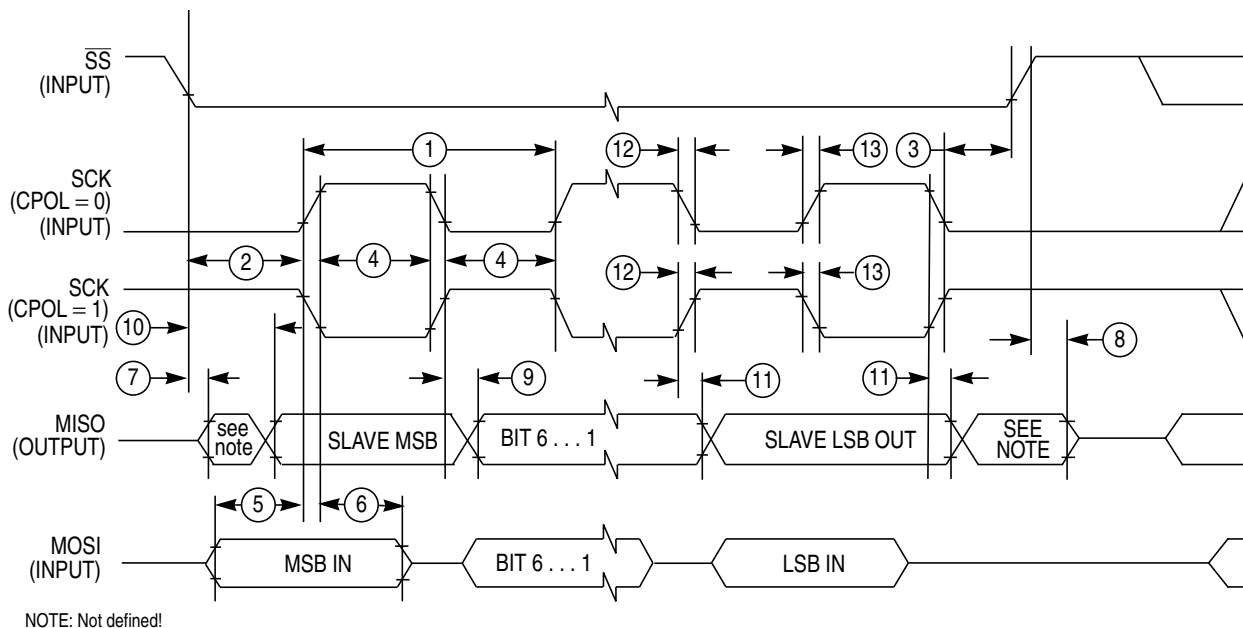 SS
(INPUT)
1
12
13
3
SCK
(CPOL = 0)
(INPUT)
2
4
4
12
13
SCK
(CPOL = 1)
(INPUT)
10
8
7
9
11
11
MISO
(OUTPUT)
see
note
SLAVE MSB
BIT 6 . . . 1
SLAVE LSB OUT
SEE
NOTE
5
6
MOSI
(INPUT)
MSB IN
BIT 6 . . . 1
LSB IN
NOTE: Not defined!